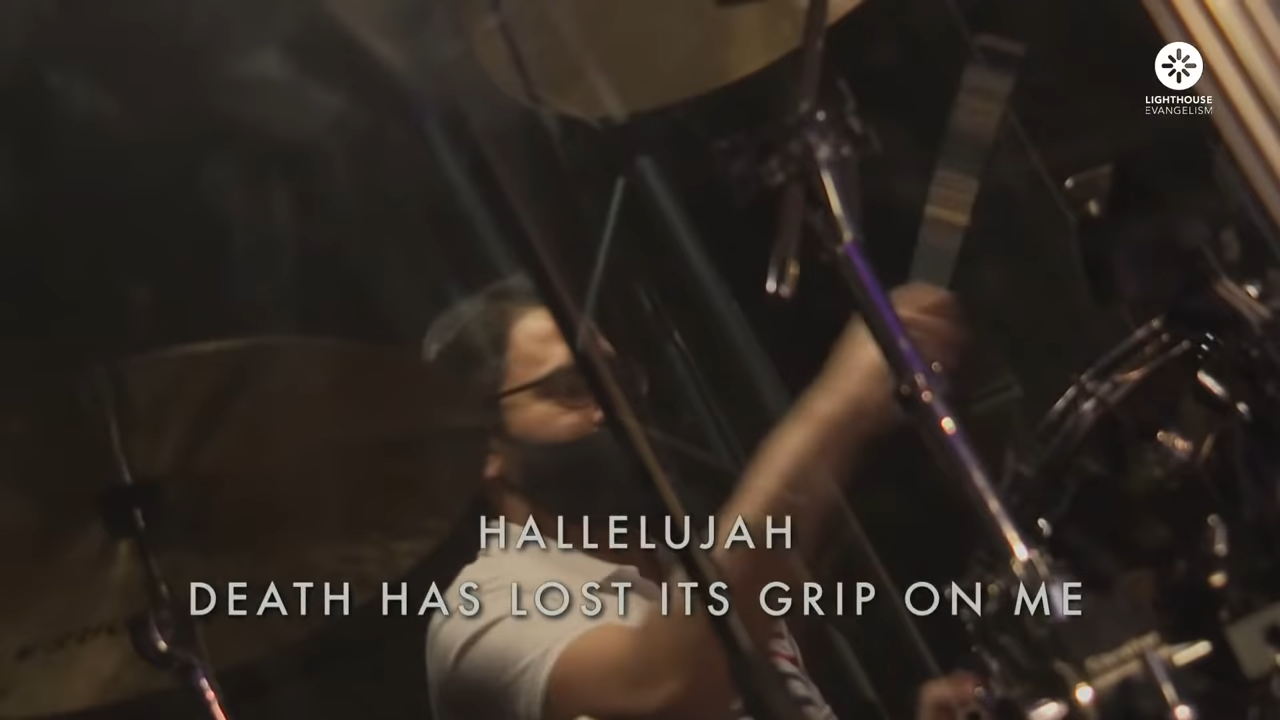 LIGHTHOUSE
EVANGELISM
HALLELUJAH
DEATH HAS LOST ITS GRIP ON ME